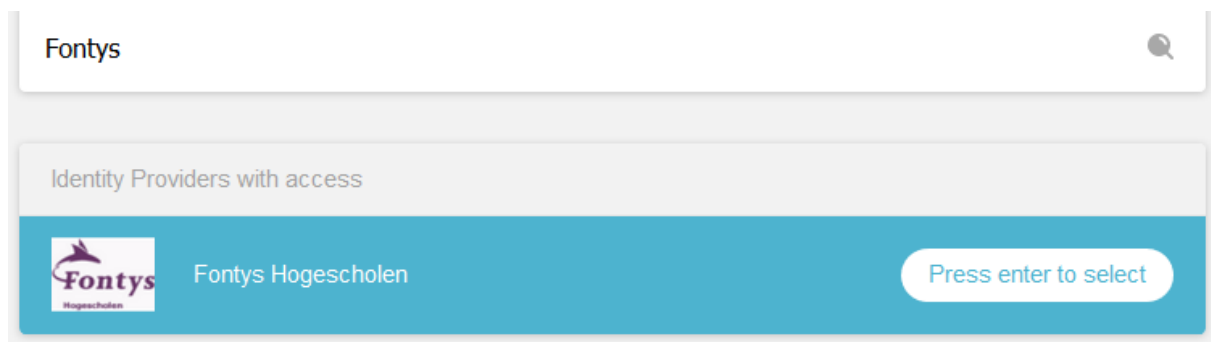 Fontys
Identity Providers with access
Fontys
Hogescholen
Fontys Hogescholen
Press enter to select